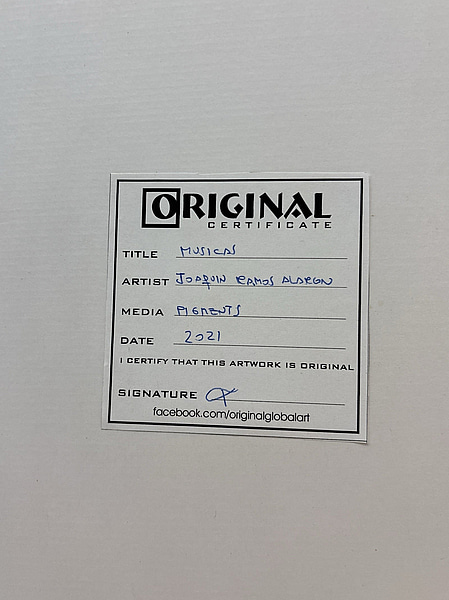 ORIGINAL
CERTIFICATE
TITLE MUSICAS
ARTIST JOAQUIN RAMOS ALARCON
MEDIA PIGMENTS
DATE 2021
I CERTIFY THAT THIS ARTWORK IS ORIGINAL
SIGNATURE
facebook.com/originalglobalart